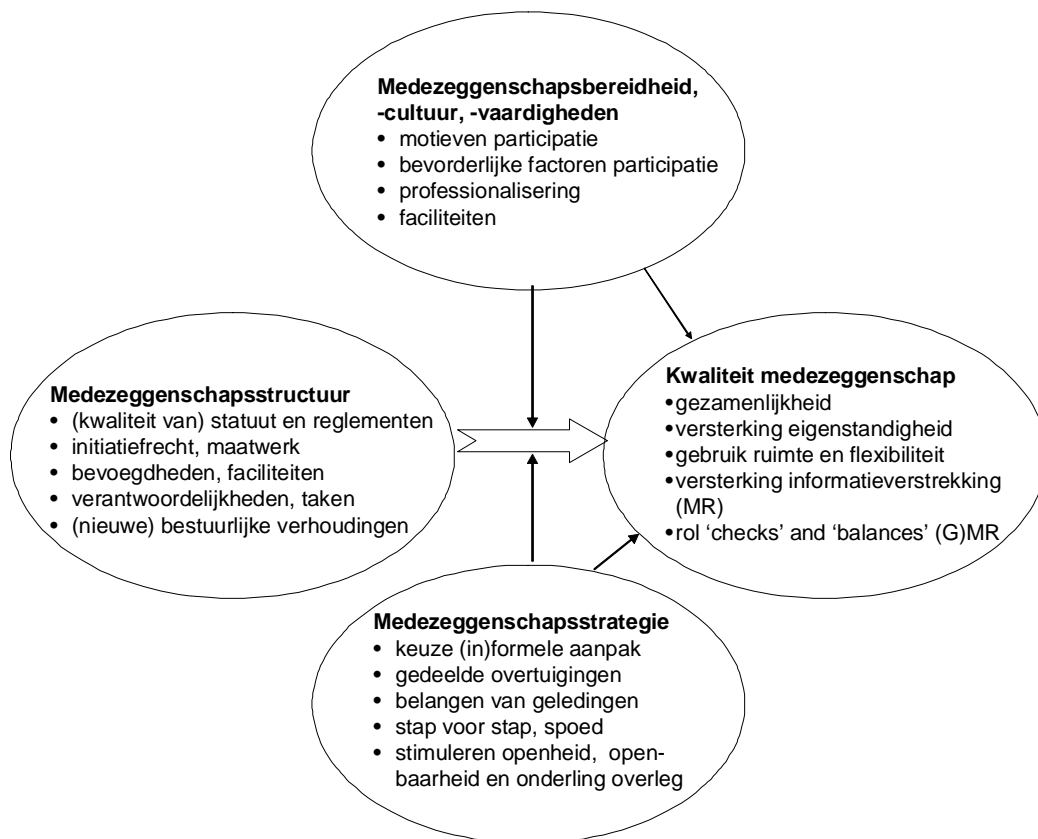 Medezeggenschapsbereidheid,
-cultuur, -vaardigheden
• motieven participatie
• bevorderlijke factoren participatie
• professionalisering
• faciliteiten
Medezeggenschapsstructuur
• (kwaliteit van) statuut en reglementen
• initiatiefrecht, maatwerk
• bevoegdheden, faciliteiten
• verantwoordelijkheden, taken
• (nieuwe) bestuurlijke verhoudingen
Kwaliteit medezeggenschap
•gezamenlijkheid
•versterking eigenstandigheid
•gebruik ruimte en flexibiliteit
•versterking informatieverstrekking
(MR)
•rol ‘checks’ and ‘balances’ (G)MR
Medezeggenschapsstrategie
• keuze (in)formele aanpak
• gedeelde overtuigingen
• belangen van geledingen
• stap voor stap, spoed
• stimuleren openheid, open-
baarheid en onderling overleg